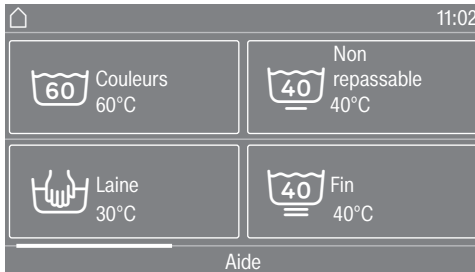 11:02
60
Couleurs
60°C
40
Non
repassable
40°C
Laine
30°C
40
Fin
40°C
Aide